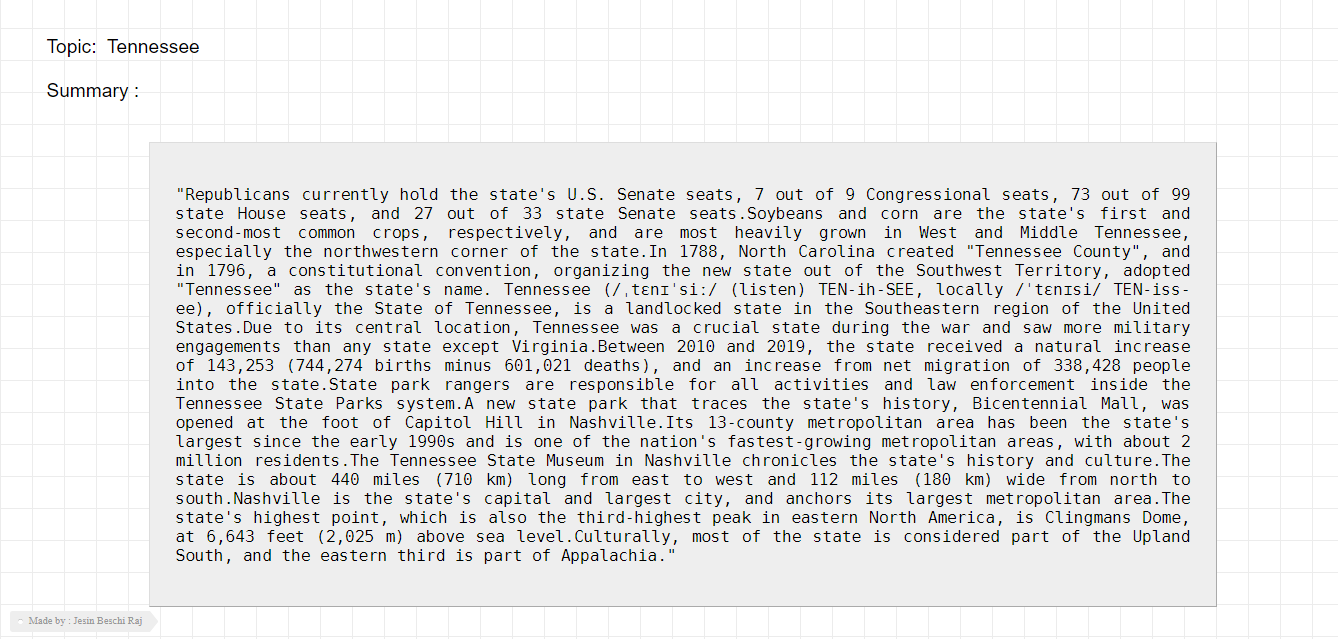 Topic:  Tennessee
Summary :
"Republicans currently hold the state's U.S. Senate seats, 7 out of 9 Congressional seats, 73 out of 99
state House seats, and 27 out of 33 state Senate seats.Soybeans and corn are the state's first and
second-most common crops, respectively, and are most heavily grown in West and Middle Tennessee,
especially the northwestern corner of the state.In 1788, North Carolina created "Tennessee County", and
in 1796, a constitutional convention, organizing the new state out of the Southwest Territory, adopted
"Tennessee" as the state's name. Tennessee (/ˌtɛnɪˈsiː/ (listen) TEN-ih-SEE, locally /ˈtɛnɪsi/ TEN-iss-
ee), officially the State of Tennessee, is a landlocked state in the Southeastern region of the United
States.Due to its central location, Tennessee was a crucial state during the war and saw more military
engagements than any state except Virginia.Between 2010 and 2019, the state received a natural increase
of 143,253 (744,274 births minus 601,021 deaths), and an increase from net migration of 338,428 people
into the state.State park rangers are responsible for all activities and law enforcement inside the
Tennessee State Parks system.A new state park that traces the state's history, Bicentennial Mall, was
opened at the foot of Capitol Hill in Nashville.Its 13-county metropolitan area has been the state's
largest since the early 1990s and is one of the nation's fastest-growing metropolitan areas, with about 2
million residents.The Tennessee State Museum in Nashville chronicles the state's history and culture.The
state is about 440 miles (710 km) long from east to west and 112 miles (180 km) wide from north to
south.Nashville is the state's capital and largest city, and anchors its largest metropolitan area.The
state's highest point, which is also the third-highest peak in eastern North America, is Clingmans Dome,
at 6,643 feet (2,025 m) above sea level.Culturally, most of the state is considered part of the Upland
South, and the eastern third is part of Appalachia."
Made by : Jesin Beschi Raj